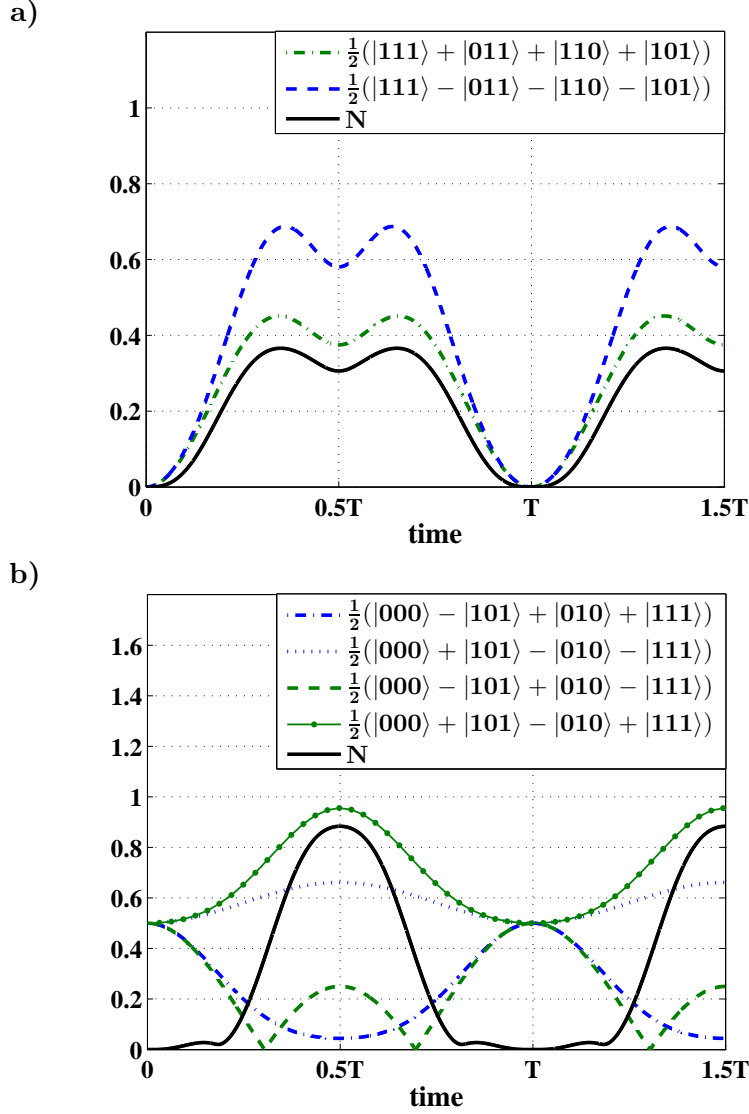 a)
½(|111⟩ + |011⟩ + |110⟩ + |101⟩)
½(|111⟩ − |011⟩ − |110⟩ − |101⟩)
N
1
0.8
0.6
0.4
0.2
0
0 0.5T T 1.5T
time
b)
½(|000⟩ − |101⟩ + |010⟩ + |111⟩)
½(|000⟩ + |101⟩ − |010⟩ − |111⟩)
½(|000⟩ − |101⟩ + |010⟩ − |111⟩)
½(|000⟩ + |101⟩ − |010⟩ + |111⟩)
N
1.6
1.4
1.2
1
0.8
0.6
0.4
0.2
0
0 0.5T T 1.5T
time